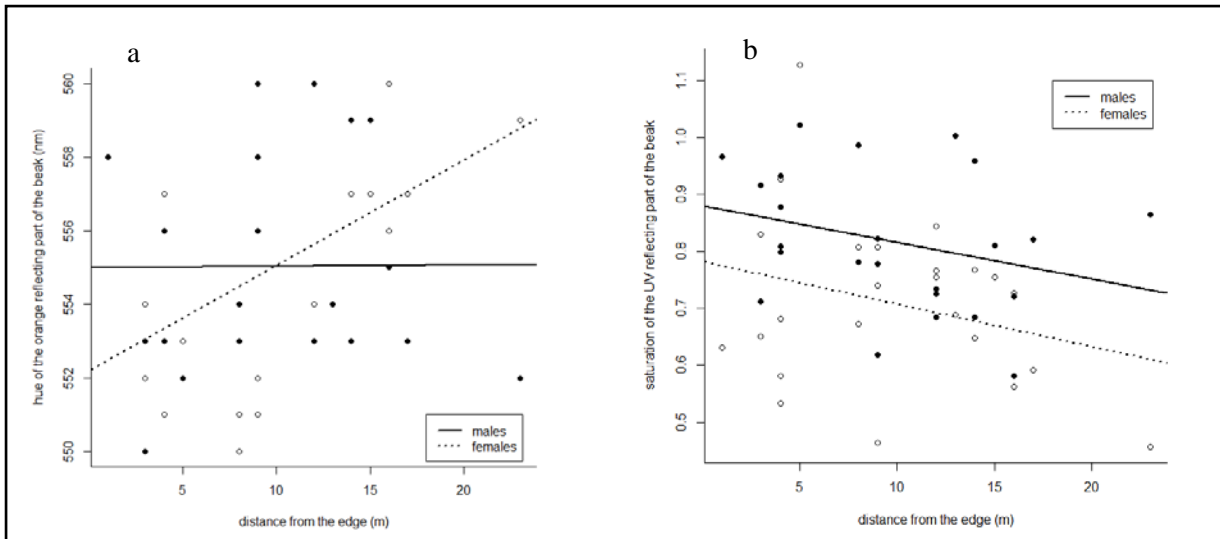 a
hue of the orange reflecting part of the beak (nm)
560
558
556
554
552
550
males
females
5
10
15
20
distance from the edge (m)
b
saturation of the UV reflecting part of the beak
1.1
1.0
0.9
0.8
0.7
0.6
0.5
males
females
5
10
15
20
distance from the edge (m)